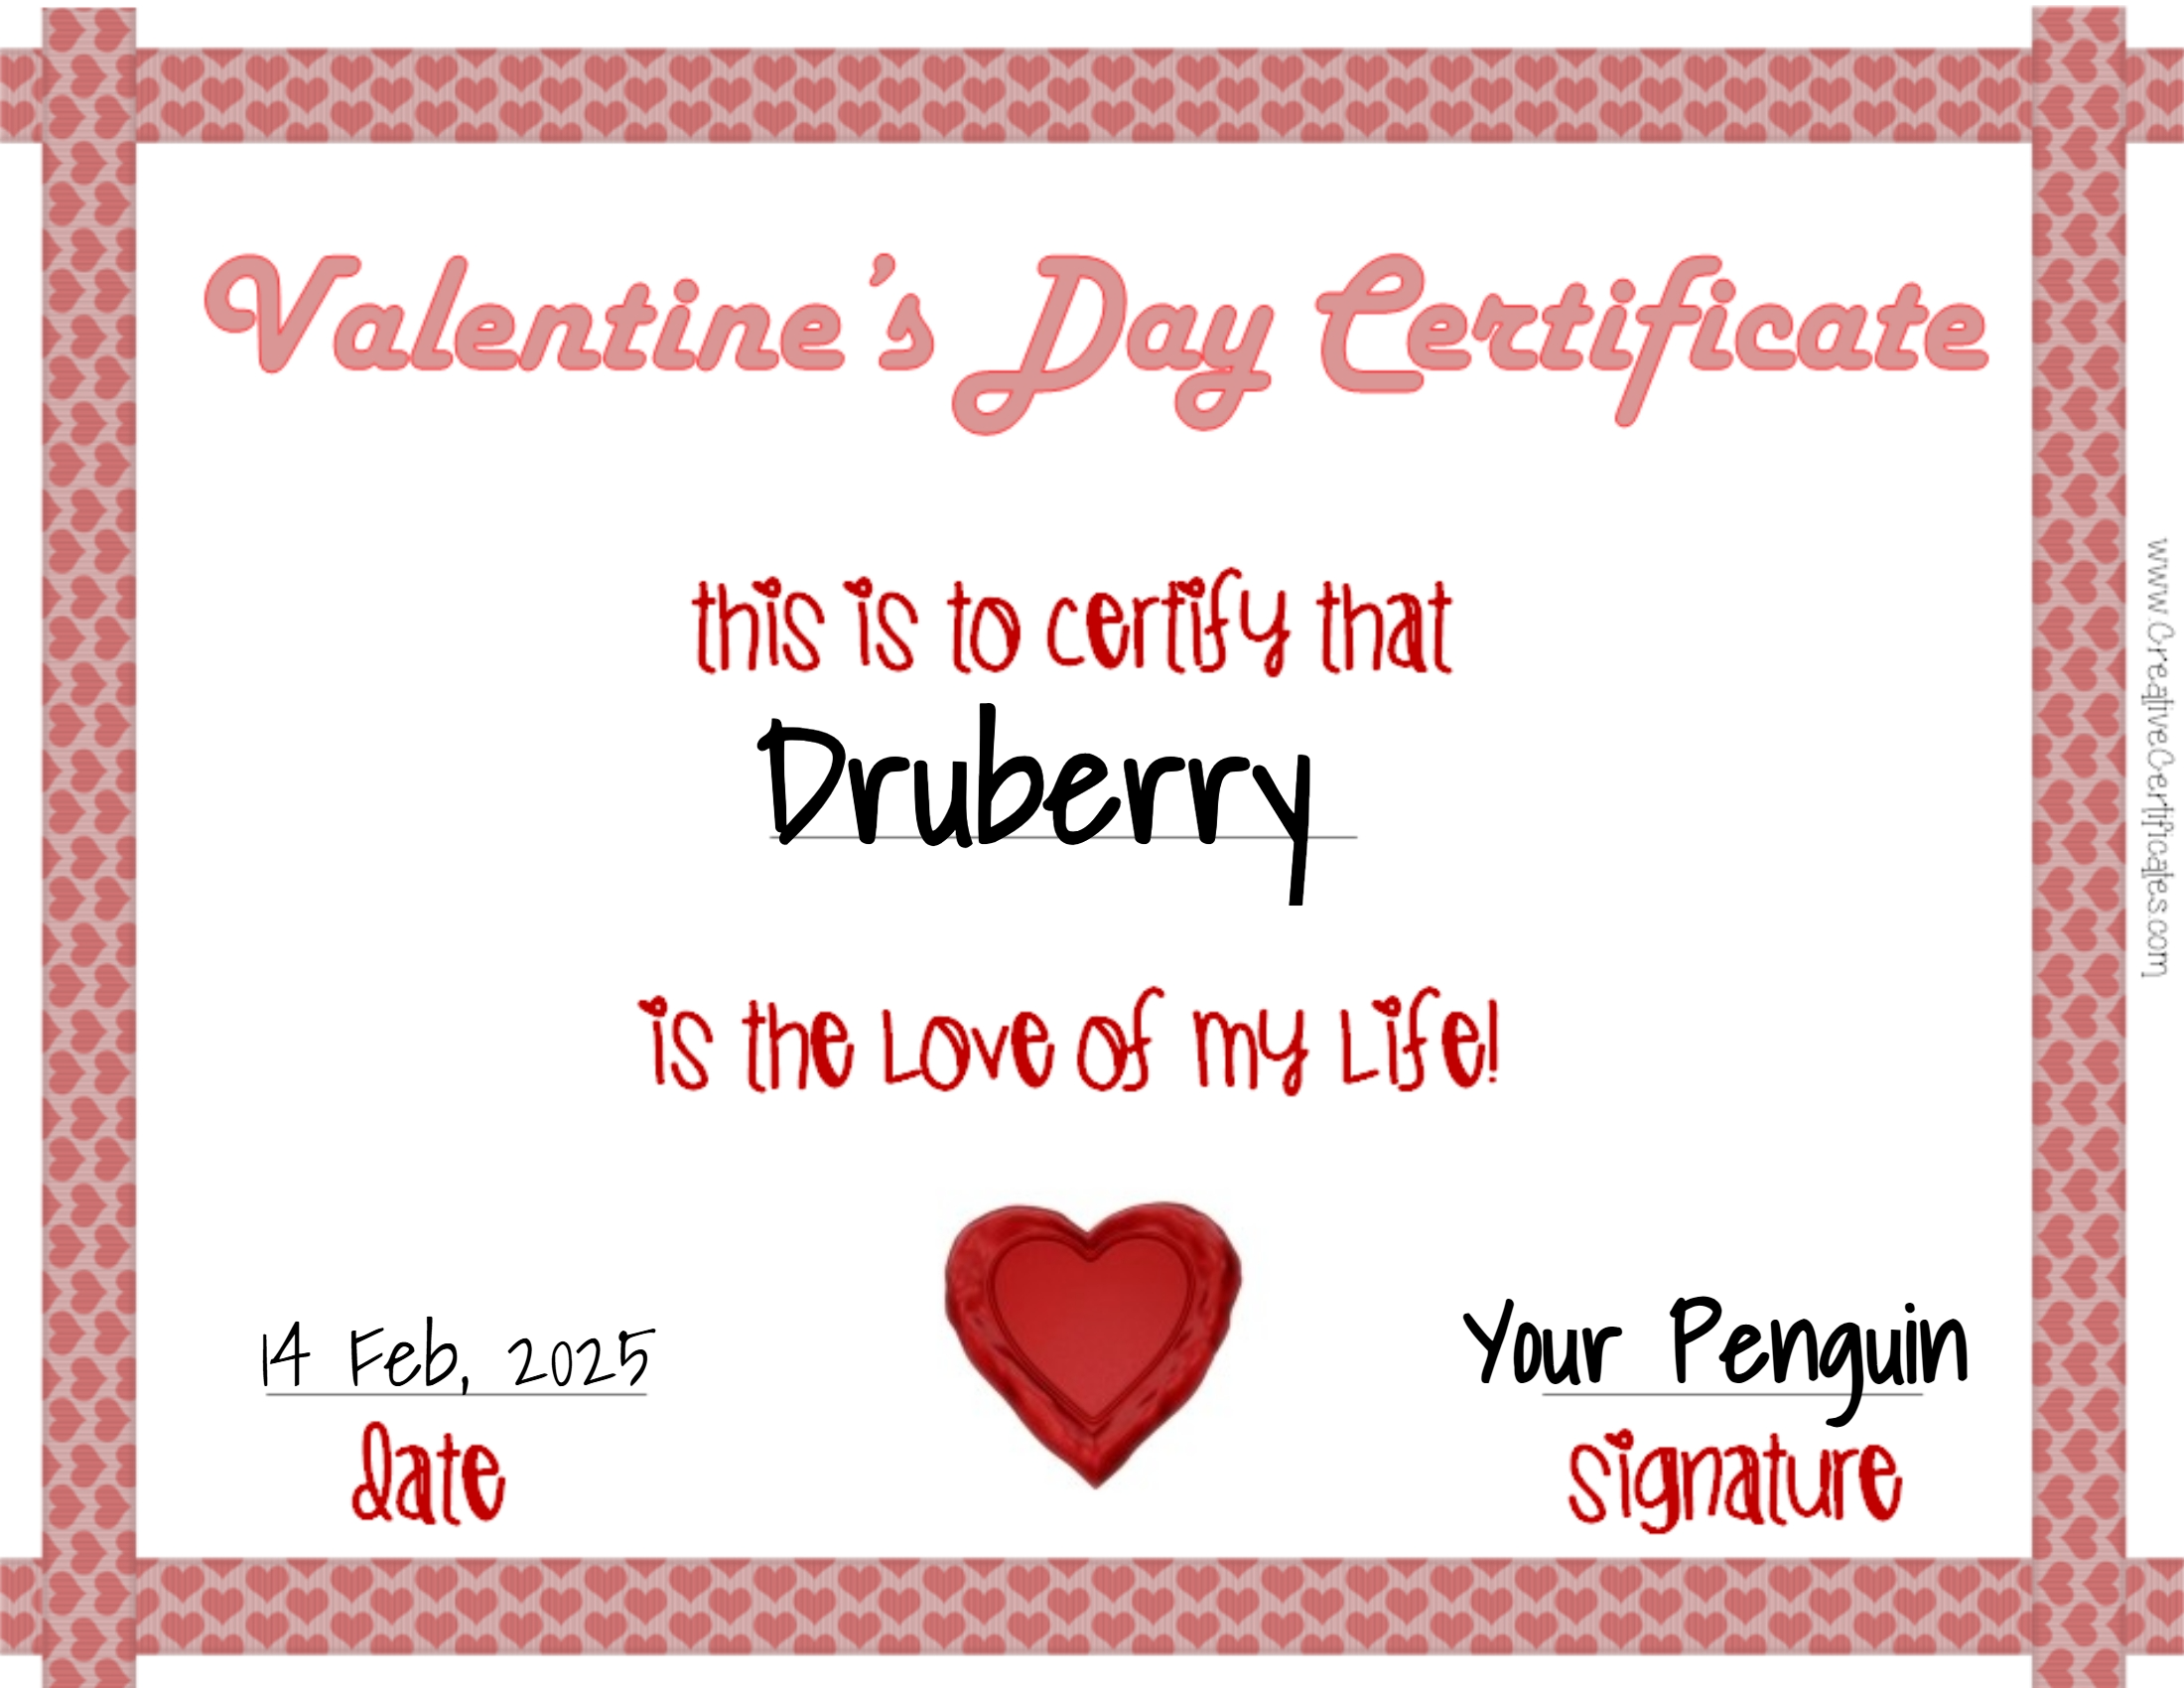 Valentine's Day Certificate
this is to certify that
Druberry
is the Love of my Life!
14 Feb, 2025
date
Your Penguin
signature
www.CreativeCertificates.com